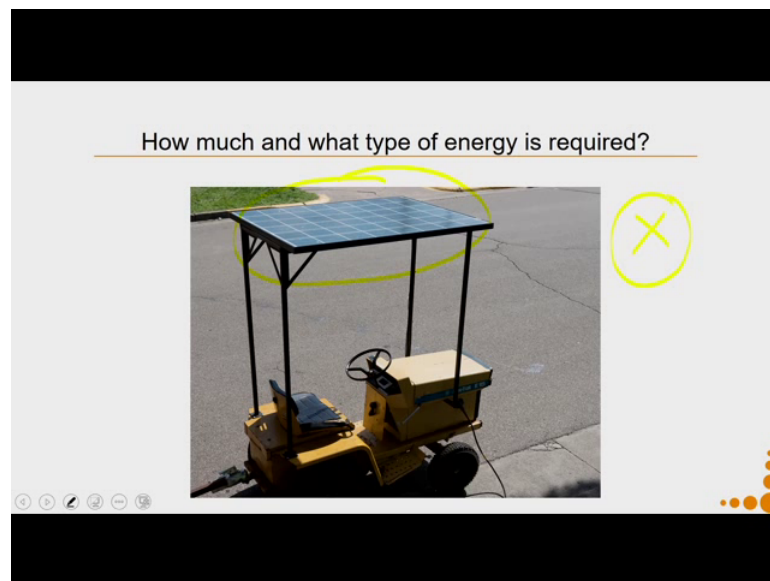 How much and what type of energy is required?